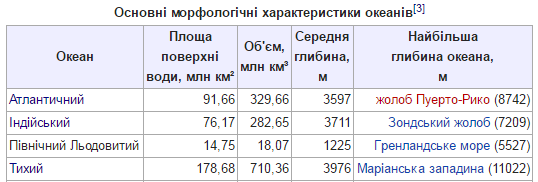 Основні морфологічні характеристики океанів[3]
Океан
Площа поверхні води, млн км²
Об'єм, млн км³
Середня глибина, м
Найбільша глибина океана, м
Атлантичний 91,66 329,66 3597 жолоб Пуерто-Рико (8742)
Індійський 76,17 282,65 3711 Зондський жолоб (7209)
Північний Льодовитий 14,75 18,07 1225 Гренландське море (5527)
Тихий 178,68 710,36 3976 Маріанська западина (11022)